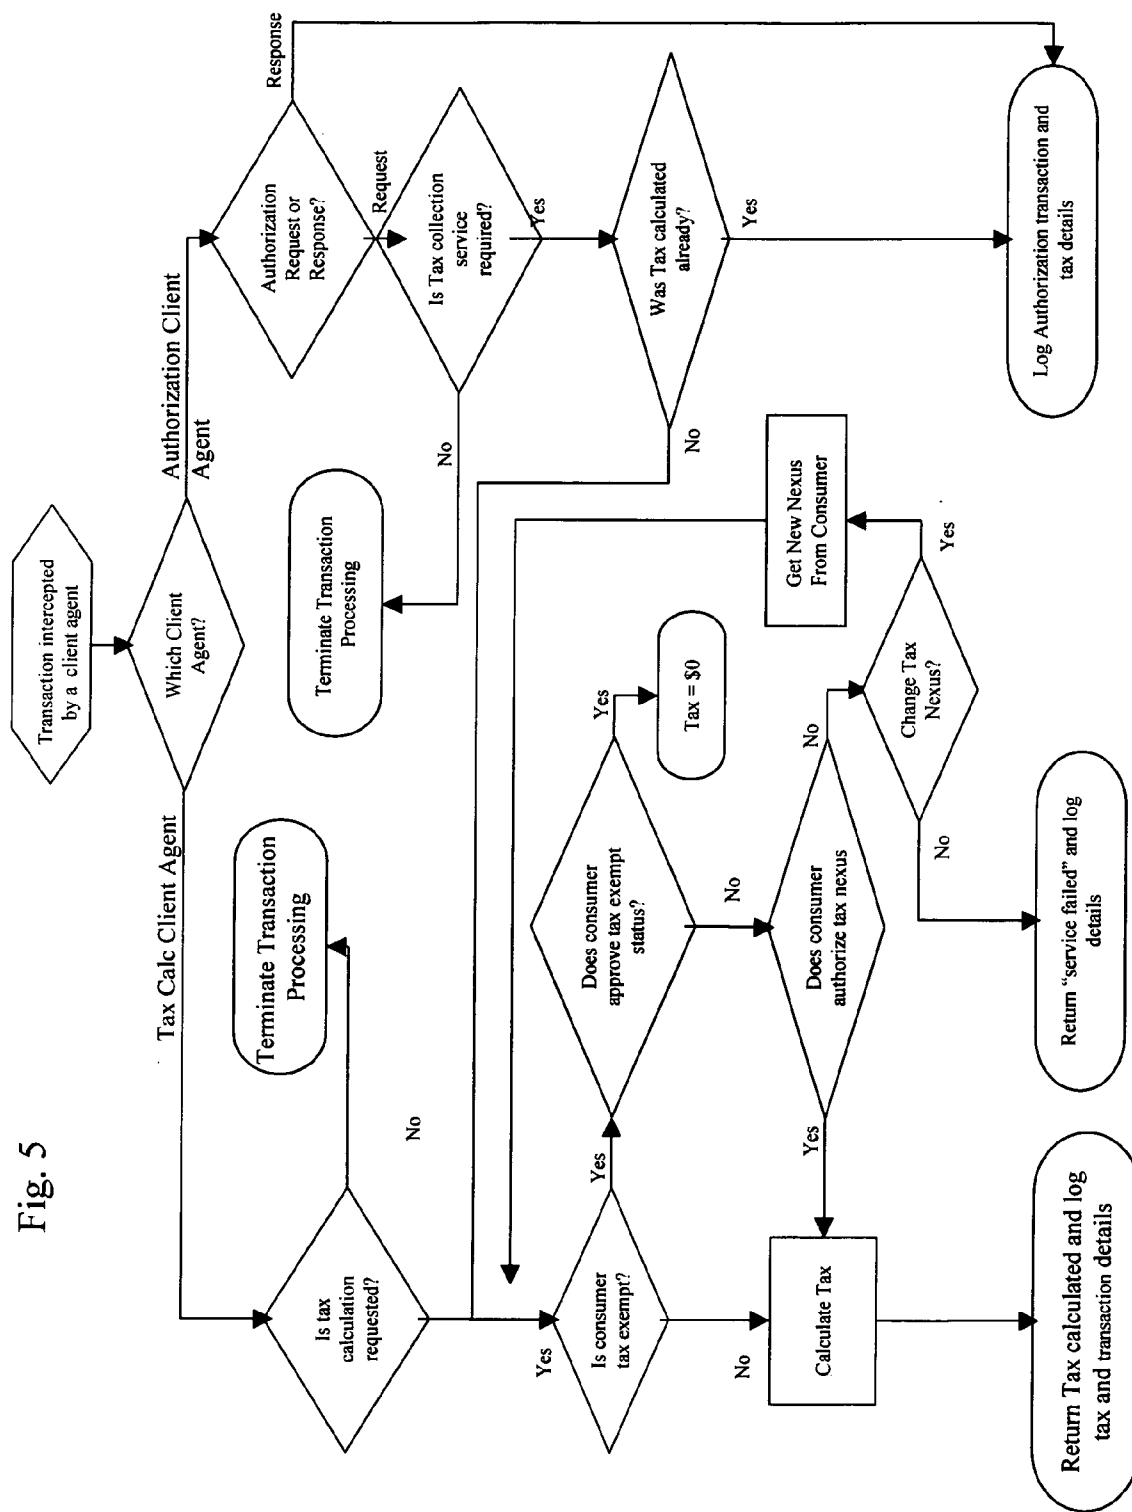 Fig. 5
Transaction intercepted
by a client agent
Which Client
Agent?
Tax Calc Client Agent
Authorization Client
Agent
Is tax
calculation
requested?
No
Terminate Transaction
Processing
Yes
Authorization
Request or
Response?
Response
Request
Is Tax collection
service
required?
No
Terminate Transaction
Processing
Yes
Was Tax calculated
already?
No
Yes
Log Authorization transaction and
tax details
Is consumer
tax exempt?
Yes
No
Does consumer
approve tax exempt
status?
Yes
Tax = $0
No
Does consumer
authorize tax nexus
Yes
No
Change Tax
Nexus?
Yes
Get New Nexus
From Consumer
No
Return “service failed” and log
details
Calculate Tax
Return Tax calculated and log
tax and transaction details